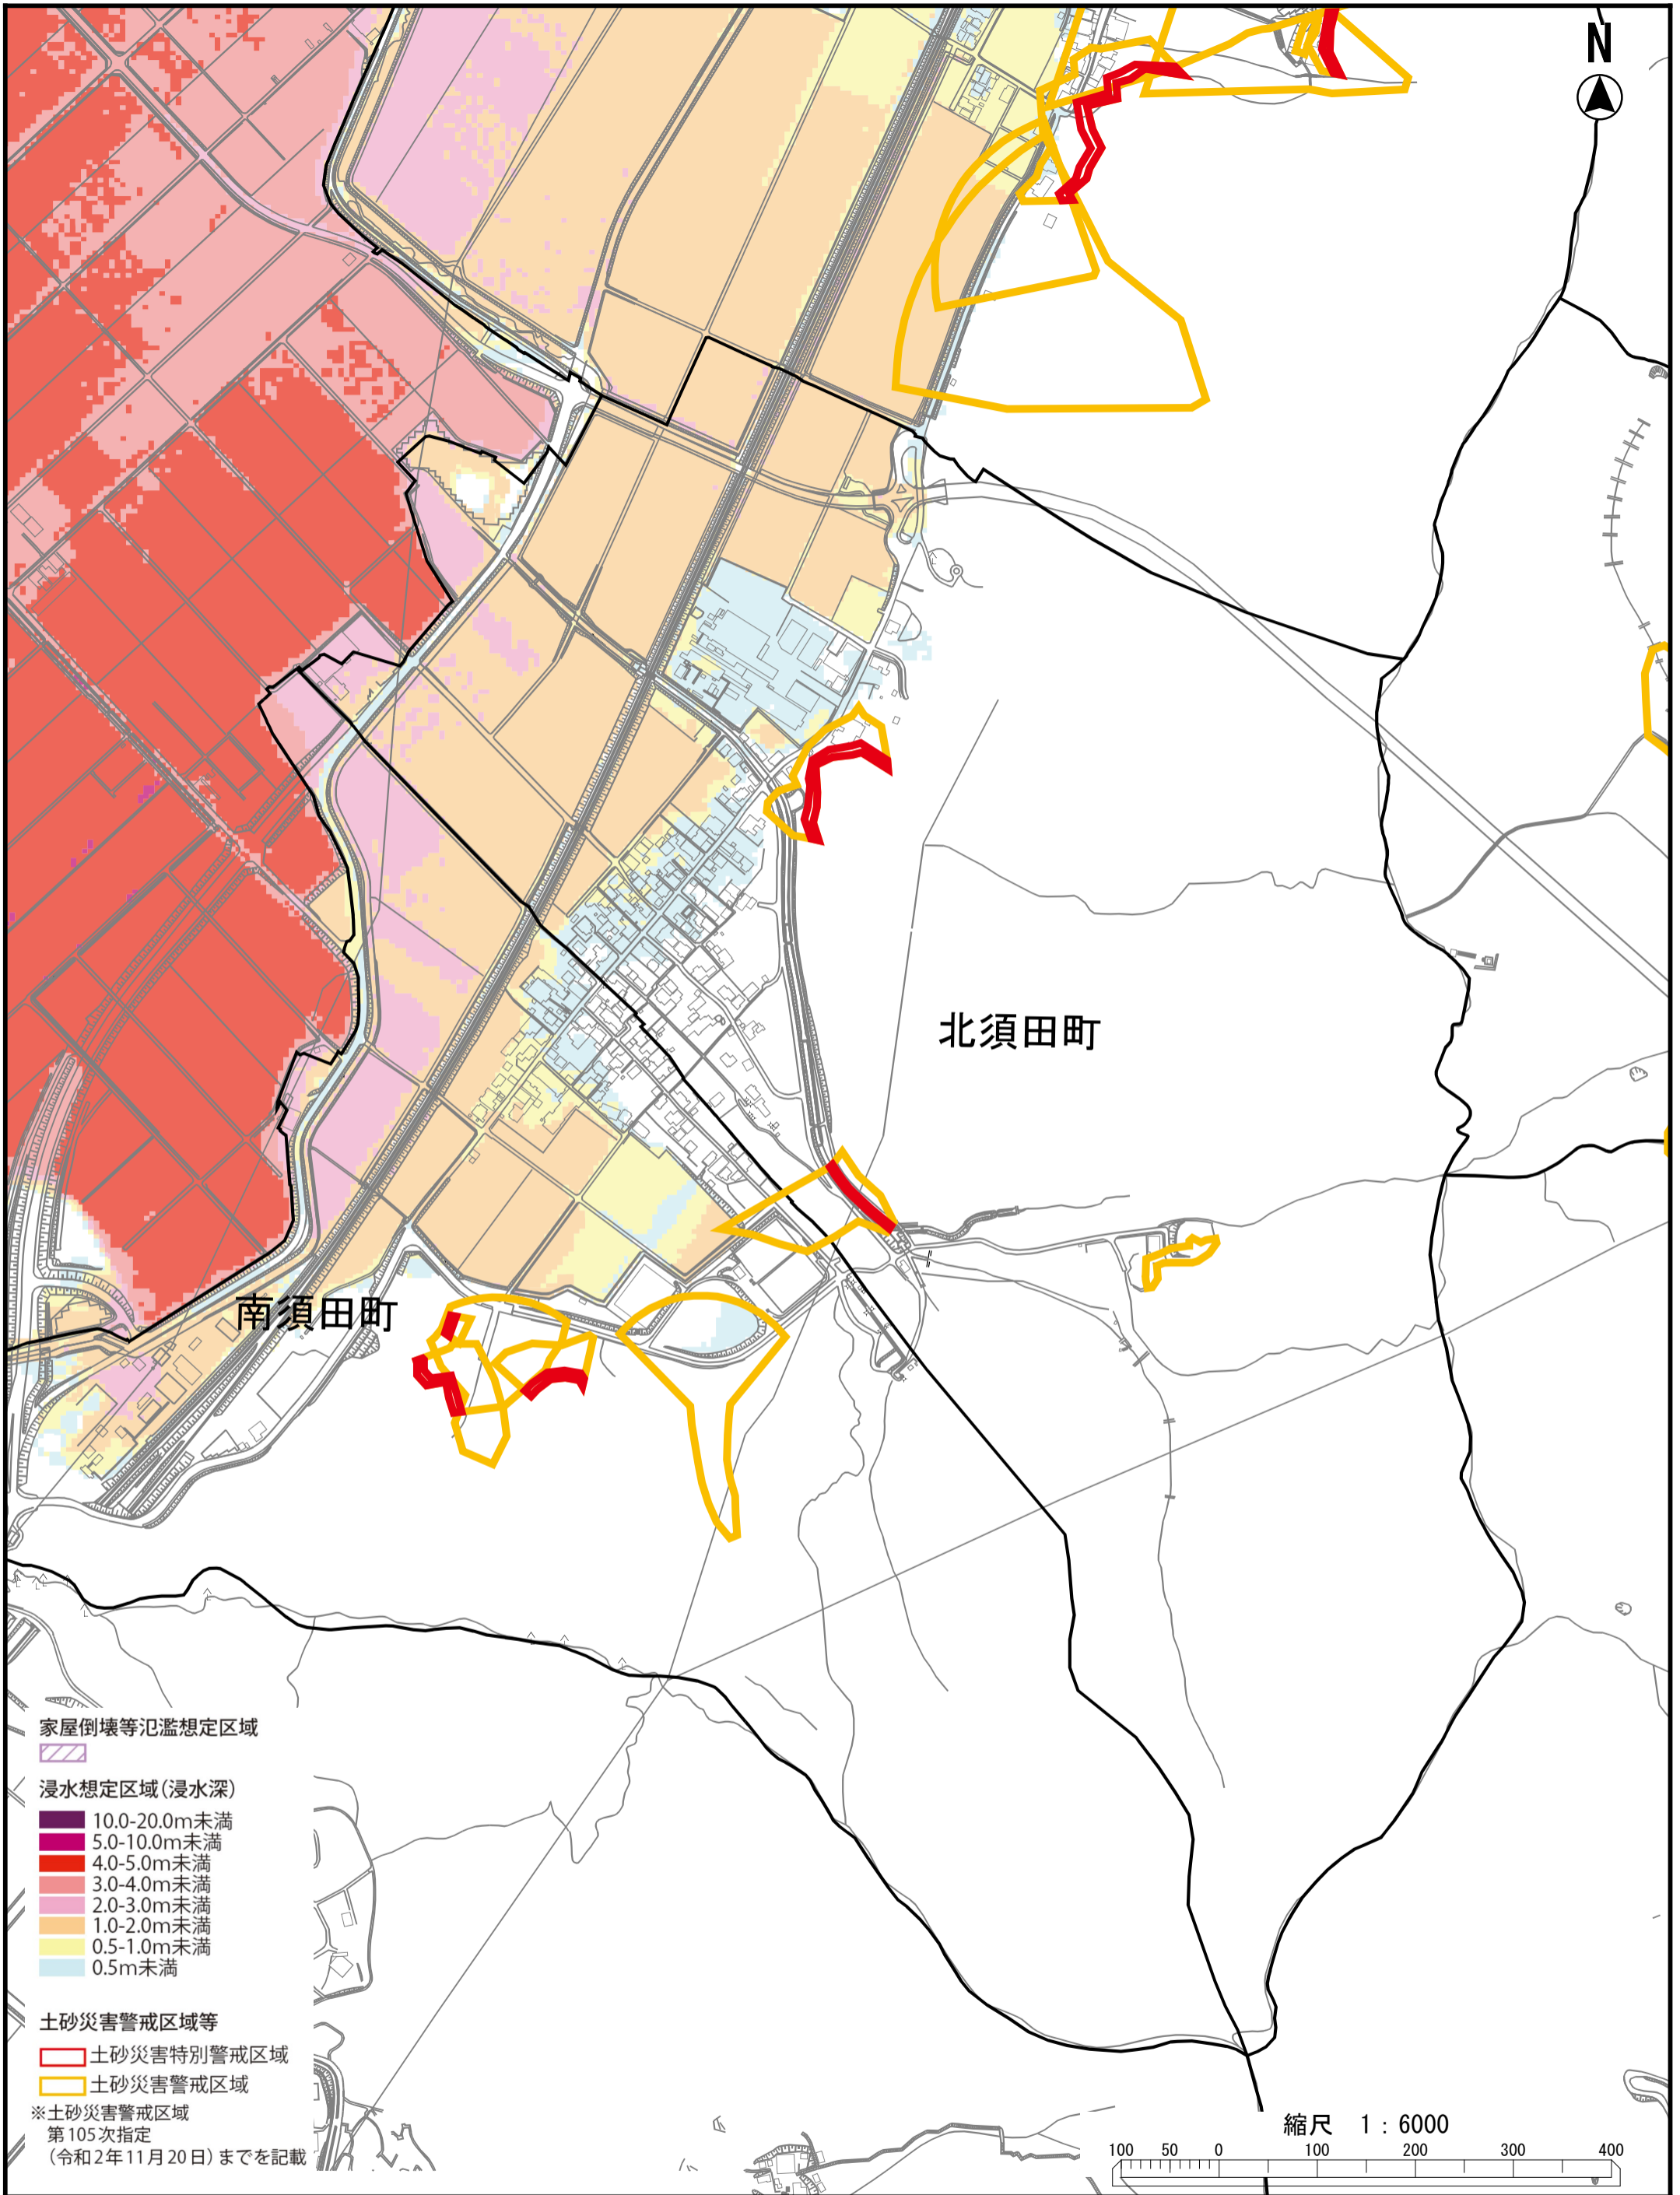 N
北須田町
南須田町
家屋倒壊等氾濫想定区域
浸水想定区域(浸水深)
10.0-20.0m未満
5.0-10.0m未満
4.0-5.0m未満
3.0-4.0m未満
2.0-3.0m未満
1.0-2.0m未満
0.5-1.0m未満
0.5m未満
土砂災害警戒区域等
土砂災害特別警戒区域
土砂災害警戒区域
※土砂災害警戒区域
第105次指定
(令和2年11月20日)までを記載
縮尺 1:6000
100 50 0 100 200 300 400